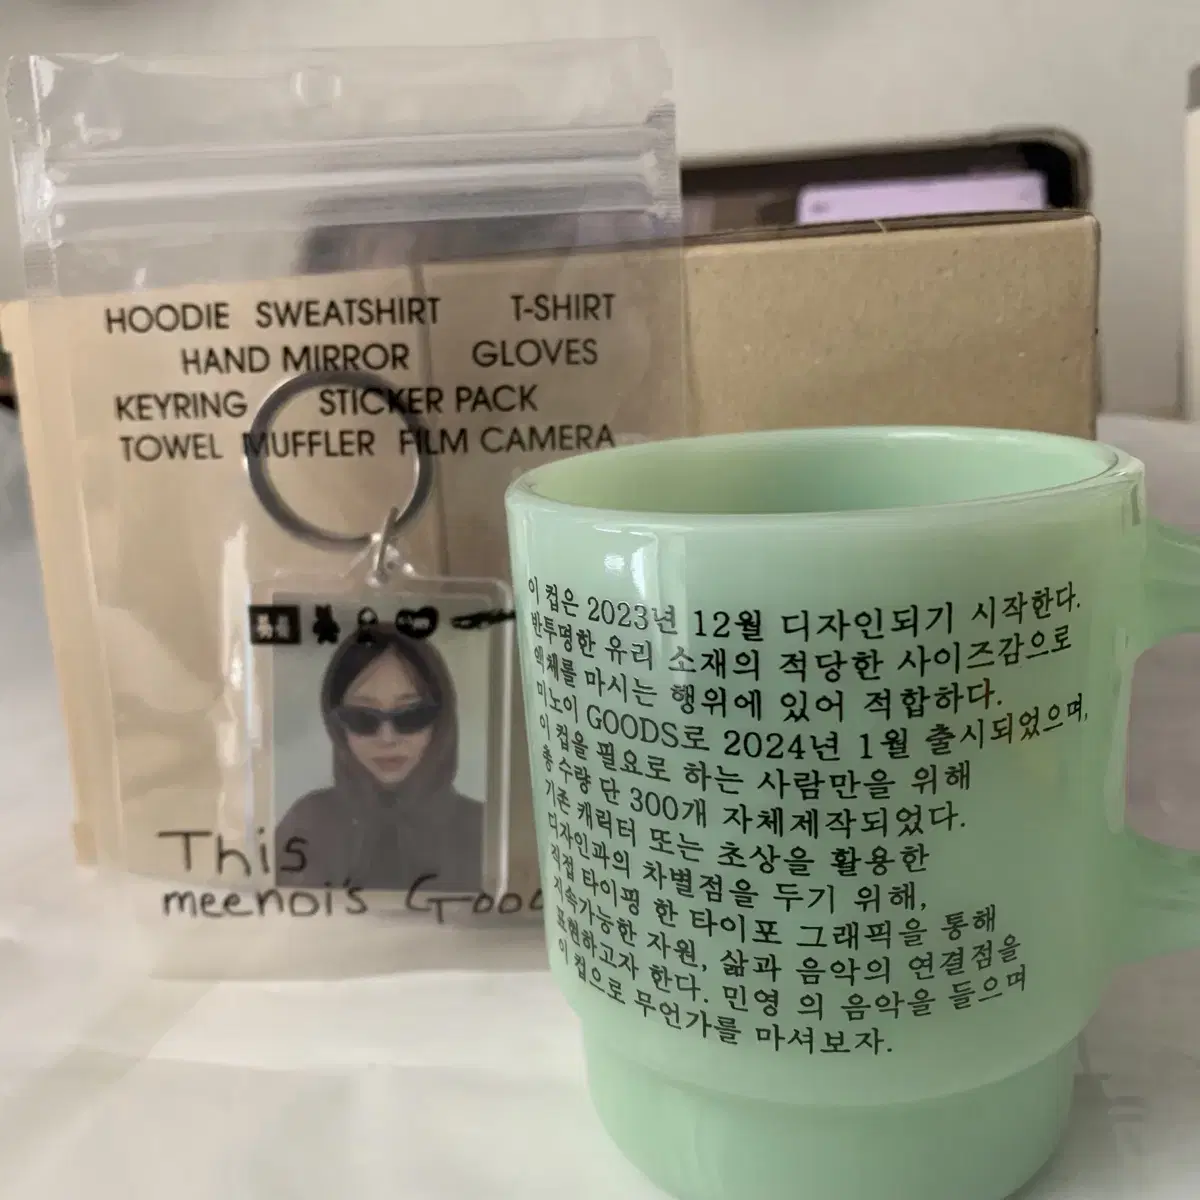 HOODIE SWEATSHIRT T-SHIRT
HAND MIRROR GLOVES
KEYRING STICKER PACK
TOWEL MUFFLER FILM CAMERA
This
meenoi's Goo
이 컵은 2023년 12월 디자인되기 시작한다.
반투명한 유리 소재의 적당한 사이즈감으로
액체를 마시는 행위에 있어 적합하다.
미노이 GOODS로 2024년 1월 출시되었으며,
이 컵을 필요로 하는 사람만을 위해
총 수량 단 300개 자체제작되었다.
기존 캐릭터 또는 초상을 활용한
디자인과의 차별점을 두기 위해,
직접 타이핑 한 타이포 그래픽을 통해
지속가능한 자원, 삶과 음악의 연결점을
표현하고자 한다. 민영 의 음악을 들으며
이 컵으로 무언가를 마셔보자.